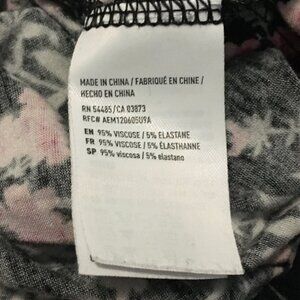 MADE IN CHINA / FABRIQUÉ EN CHINE /
HECHO EN CHINA
RN 54485/CA 03873
RFC# AEM120605U9A
EN 95% VISCOSE / 5% ELASTANE
FR 95% VISCOSE / 5% ÉLASTHANNE
SP 95% viscosa / 5% elastano